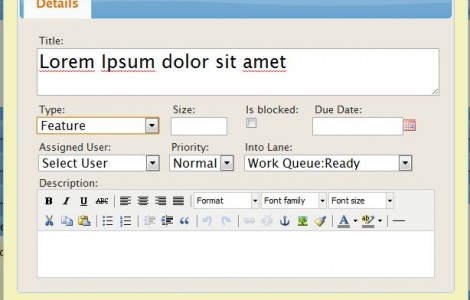 Details
Title:
Lorem Ipsum dolor sit amet
Type: Size: Is blocked: Due Date:
Feature
Assigned User: Priority: Into Lane:
Select User Normal Work Queue:Ready
Description:
B I U ABC Format Font family Font size
A ab